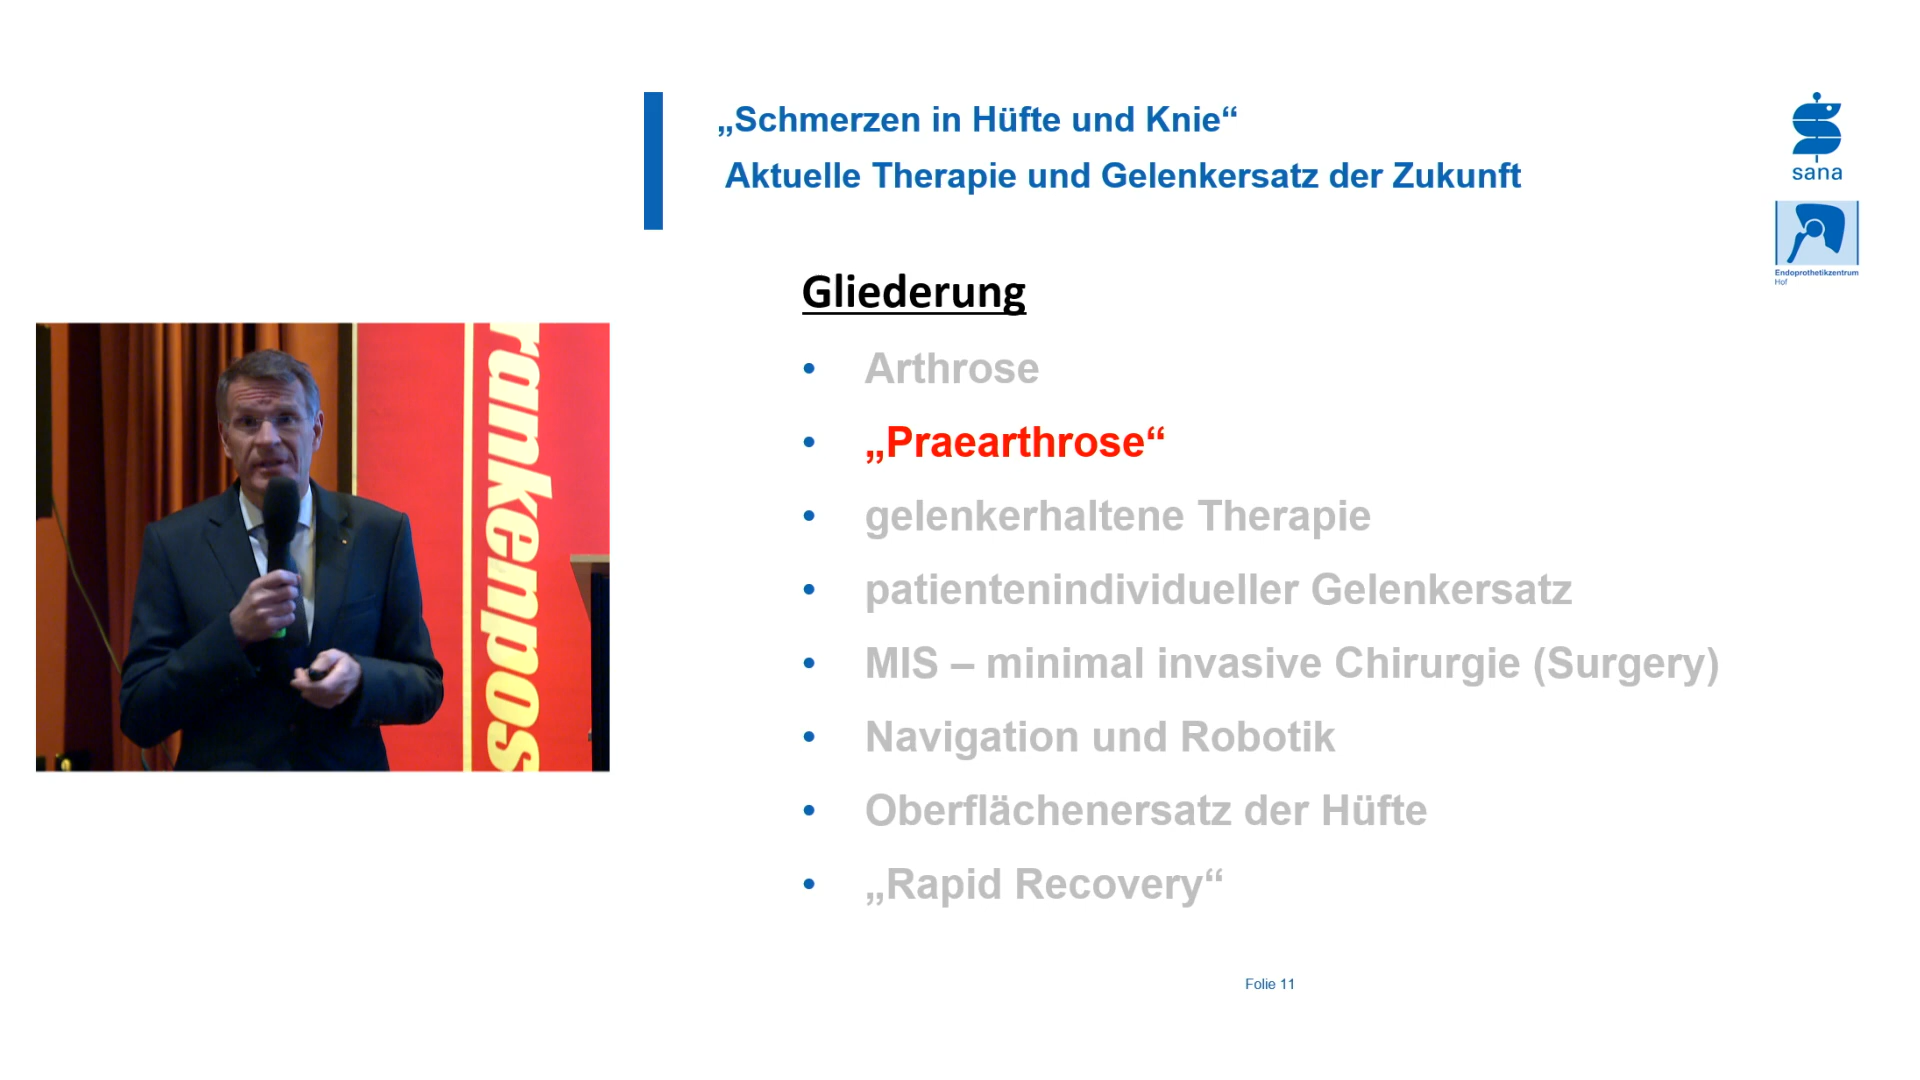 „Schmerzen in Hüfte und Knie“
Aktuelle Therapie und Gelenkersatz der Zukunft
sana
Endoprothetikzentrum
Hof
Gliederung
• Arthrose
• „Praearthrose“
• gelenkerhaltene Therapie
• patientenindividueller Gelenkersatz
• MIS – minimal invasive Chirurgie (Surgery)
• Navigation und Robotik
• Oberflächenersatz der Hüfte
• „Rapid Recovery“
rankenpos
Folie 11